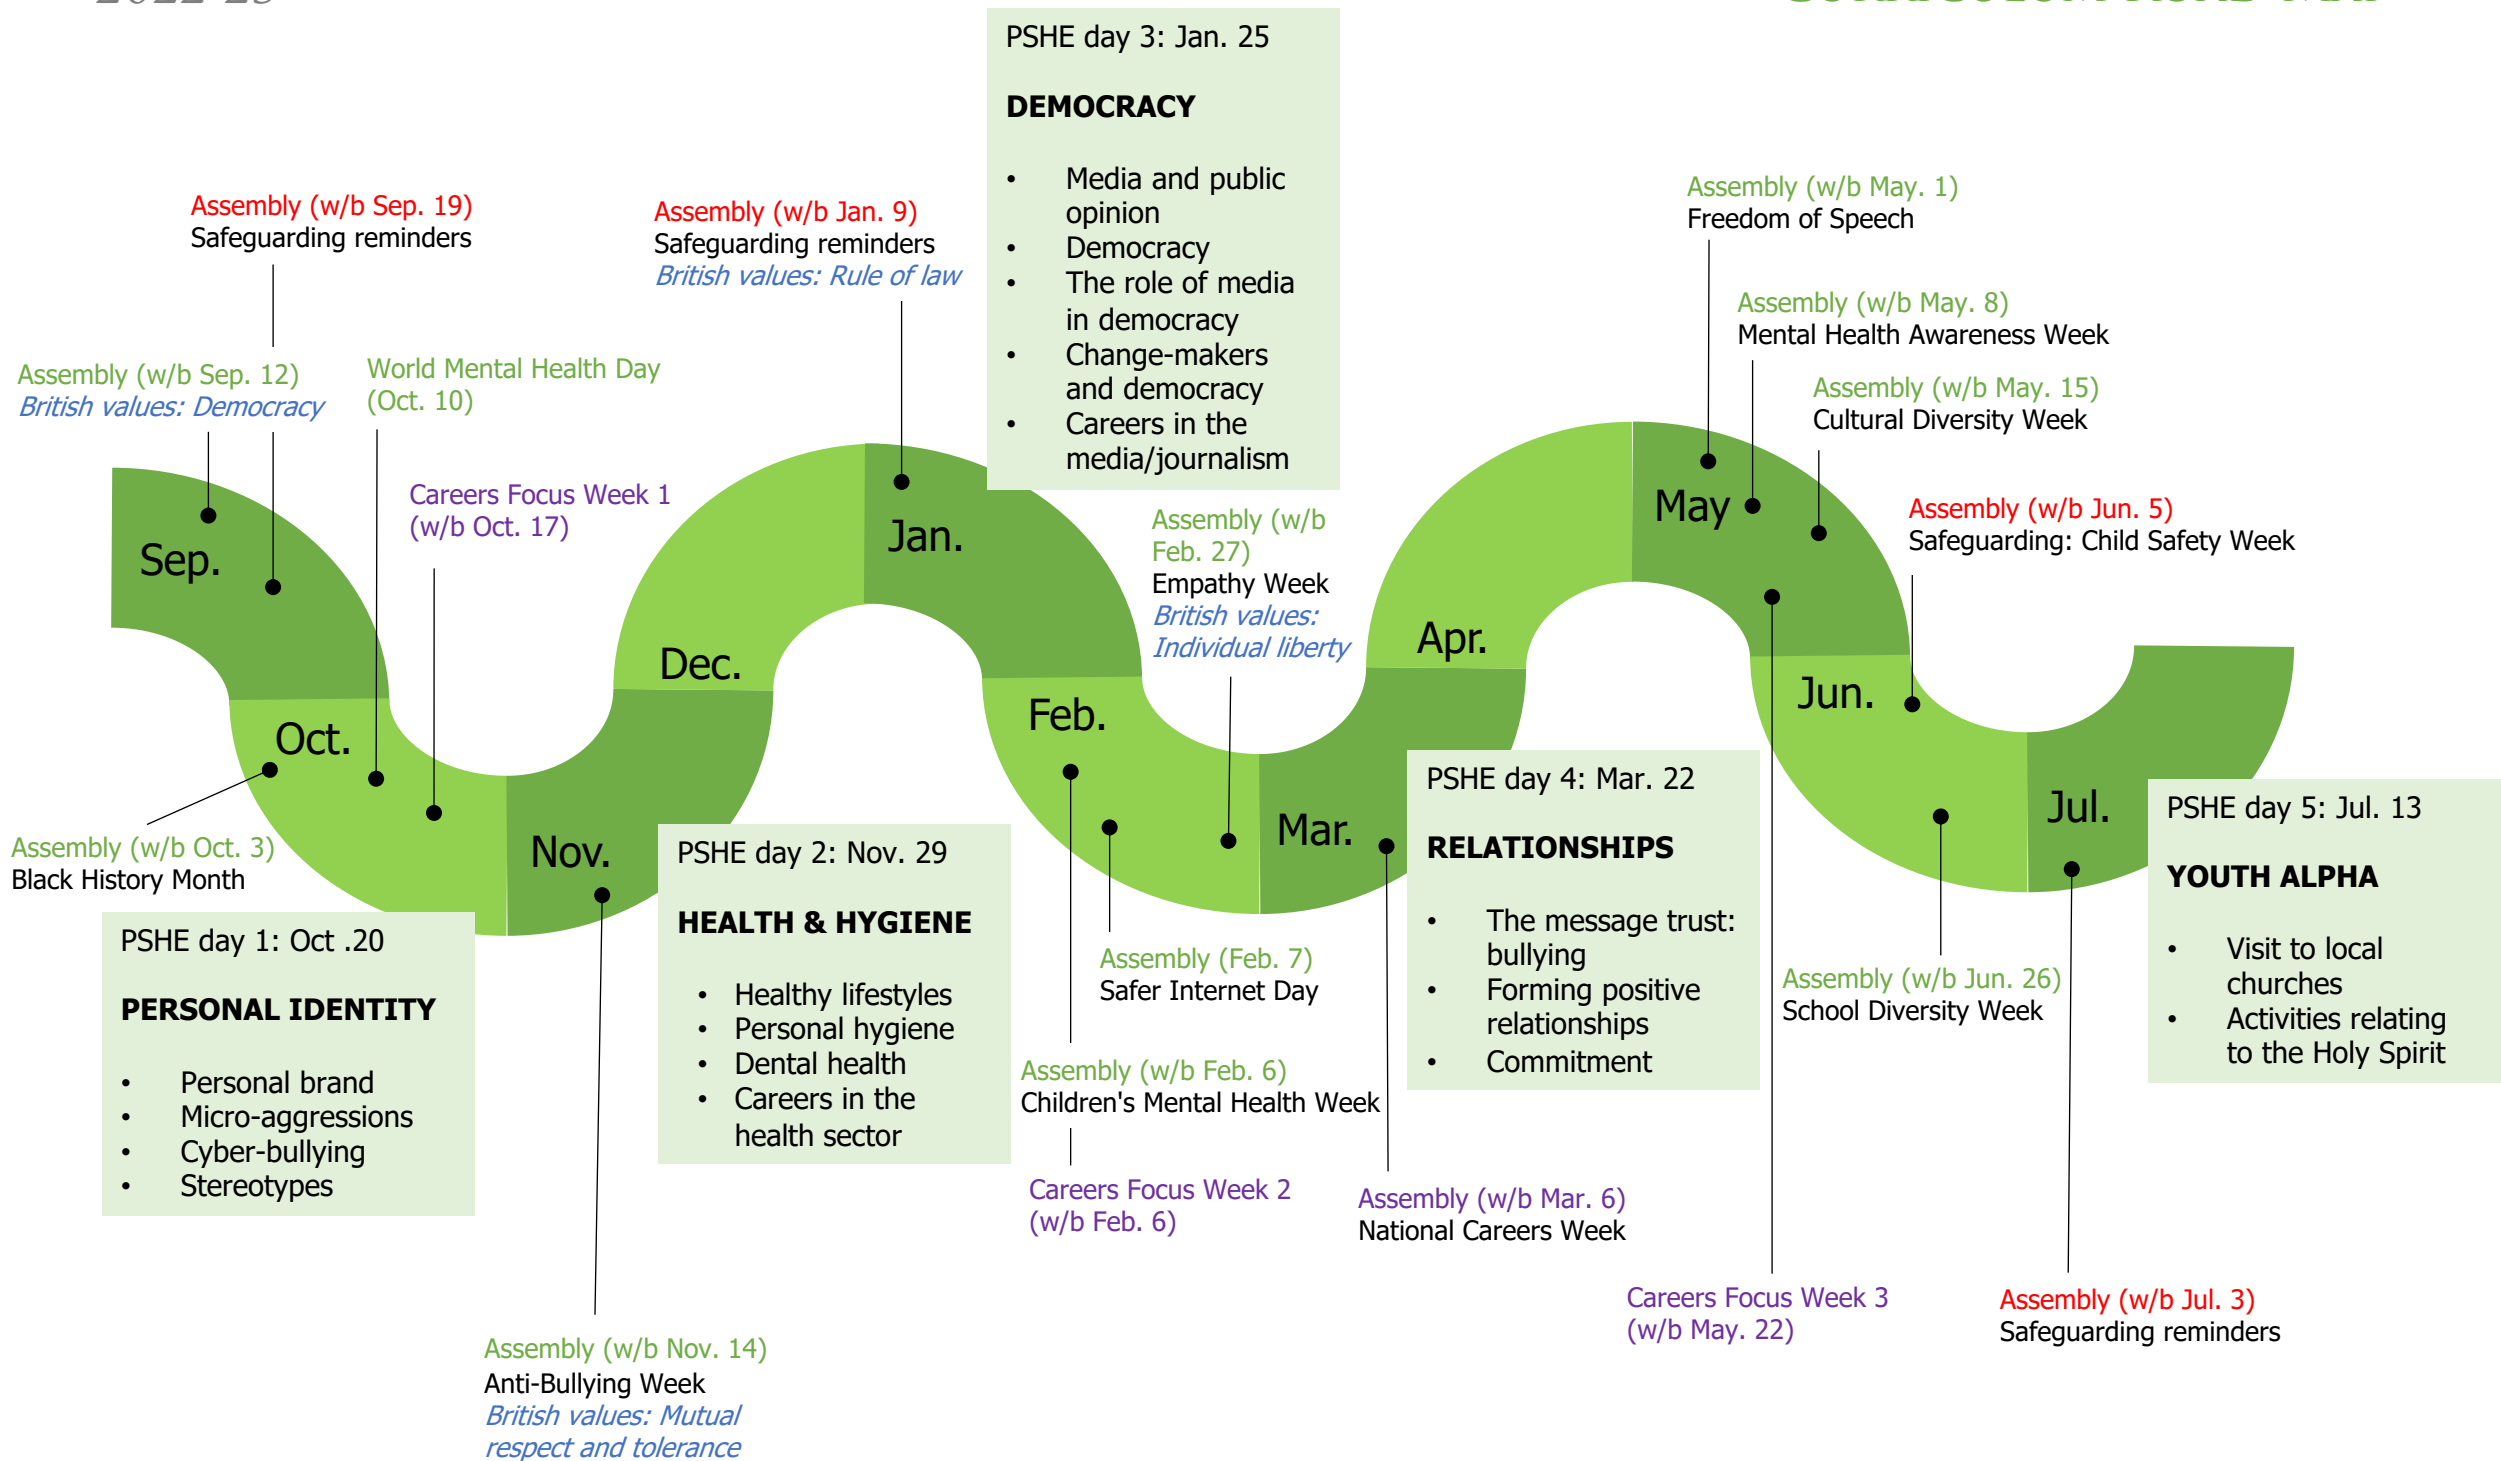 2022-23
CURRICULUM ROAD MAP
PSHE day 3: Jan. 25
DEMOCRACY
• Media and public
opinion
• Democracy
• The role of media
in democracy
• Change-makers
and democracy
• Careers in the
media/journalism
Assembly (w/b Sep. 19)
Safeguarding reminders
Assembly (w/b Jan. 9)
Safeguarding reminders
British values: Rule of law
Assembly (w/b May. 1)
Freedom of Speech
Assembly (w/b May. 8)
Mental Health Awareness Week
Assembly (w/b Sep. 12)
British values: Democracy
World Mental Health Day
(Oct. 10)
Assembly (w/b May. 15)
Cultural Diversity Week
Careers Focus Week 1
(w/b Oct. 17)
Assembly (w/b
Feb. 27)
Empathy Week
British values:
Individual liberty
Assembly (w/b Jun. 5)
Safeguarding: Child Safety Week
Sep.
Oct.
Nov.
Dec.
Jan.
Feb.
Mar.
Apr.
May
Jun.
Jul.
Assembly (w/b Oct. 3)
Black History Month
PSHE day 1: Oct .20
PERSONAL IDENTITY
• Personal brand
• Micro-aggressions
• Cyber-bullying
• Stereotypes
PSHE day 2: Nov. 29
HEALTH & HYGIENE
• Healthy lifestyles
• Personal hygiene
• Dental health
• Careers in the
health sector
Assembly (Feb. 7)
Safer Internet Day
Assembly (w/b Feb. 6)
Children's Mental Health Week
Careers Focus Week 2
(w/b Feb. 6)
PSHE day 4: Mar. 22
RELATIONSHIPS
• The message trust:
bullying
• Forming positive
relationships
• Commitment
Assembly (w/b Mar. 6)
National Careers Week
Assembly (w/b Jun. 26)
School Diversity Week
PSHE day 5: Jul. 13
YOUTH ALPHA
• Visit to local
churches
• Activities relating
to the Holy Spirit
Careers Focus Week 3
(w/b May. 22)
Assembly (w/b Jul. 3)
Safeguarding reminders
Assembly (w/b Nov. 14)
Anti-Bullying Week
British values: Mutual
respect and tolerance